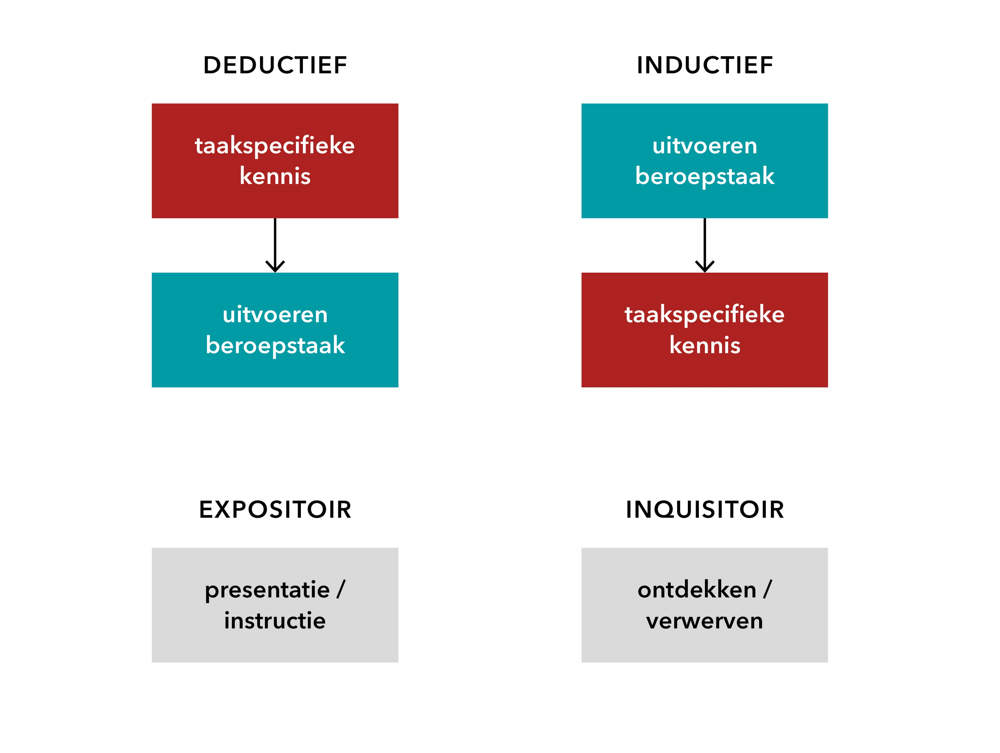 DEDUCTIEF
taakspecifieke
kennis
uitvoeren
beroepstaak
INDUCTIEF
uitvoeren
beroepstaak
taakspecifieke
kennis
EXPOSITOIR
presentatie /
instructie
INQUISITOIR
ontdekken /
verwerven